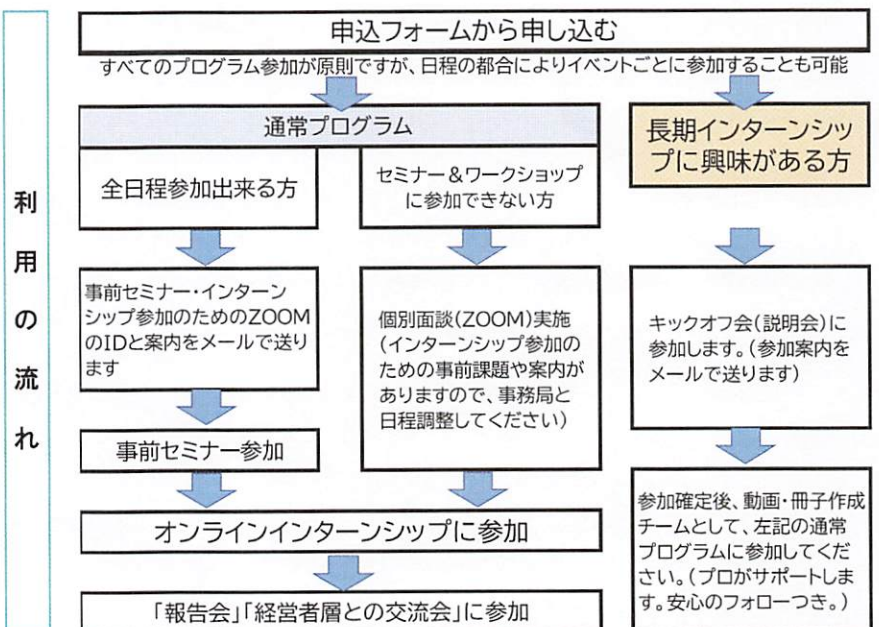 利用の流れ
申込フォームから申し込む
すべてのプログラム参加が原則ですが、日程の都合によりイベントごとに参加することも可能
通常プログラム
全日程参加出来る方
事前セミナー・インターン
シップ参加のためのZOOM
のIDと案内をメールで送り
ます
事前セミナー参加
セミナー&ワークショップ
に参加できない方
個別面談(ZOOM)実施
(インターンシップ参加の
ための事前課題や案内が
ありますので、事務局と
日程調整してください)
オンラインインターンシップに参加
「報告会」「経営者層との交流会」に参加
長期インターンシッ
プに興味がある方
キックオフ会(説明会)に
参加します。(参加案内を
メールで送ります)
参加確定後、動画・冊子作成
チームとして、左記の通常
プログラムに参加してくだ
さい。(プロがサポートしま
す。安心のフォローつき。)